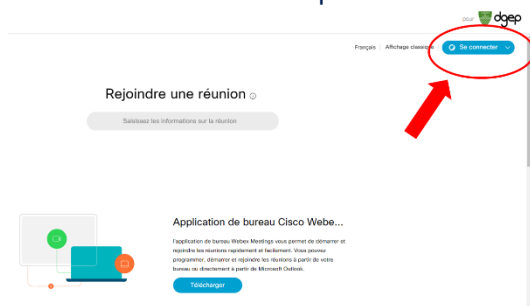 pour dgep
Français Affichage classique Se connecter
Rejoindre une réunion
Saisissez les informations sur la réunion
Application de bureau Cisco Webe...
l'application de bureau Webex Meetings vous permet de démarrer et
rejoindre les réunions rapidement et facilement. Vous pouvez
programmer, démarrer et rejoindre les réunions à partir de votre
bureau ou directement à partir de Microsoft Outlook.
Télécharger